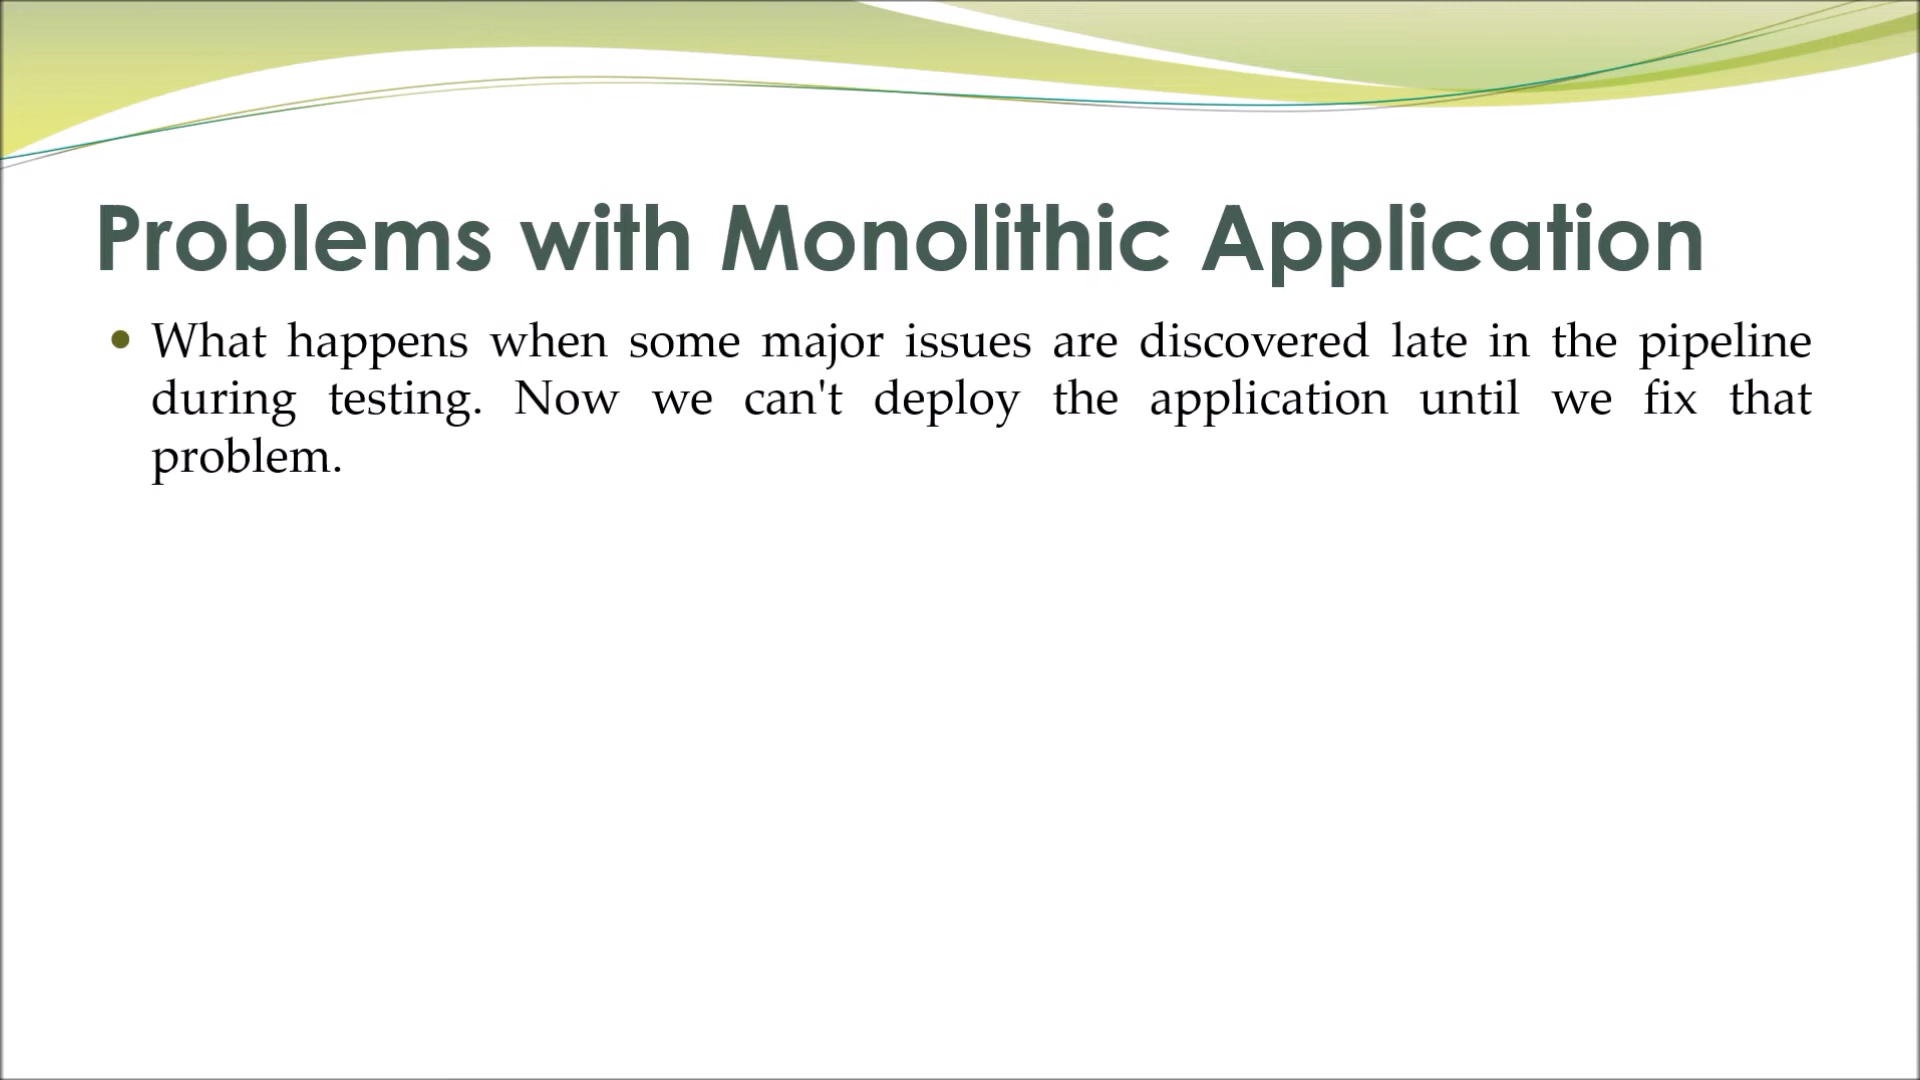 Problems with Monolithic Application
What happens when some major issues are discovered late in the pipeline
during testing. Now we can't deploy the application until we fix that
problem.